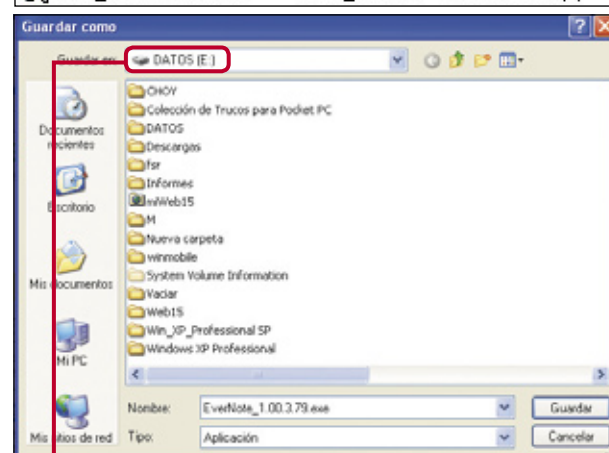 Guardar como
Guardar en: DATOS (E:)
CHOY
Colección de Trucos para Pocket PC
DATOS
Descargas
fsr
Informes
miWeb15
M
Nueva carpeta
winmobile
System Volume Information
Vaciar
Web15
Win_XP_Professional SP
Windows XP Professional
Documentos recientes
Escritorio
Mis documentos
Mi PC
Mis sitios de red
Nombre: EverNote_1.00.3.79.exe Guardar
Tipo: Aplicación Cancelar